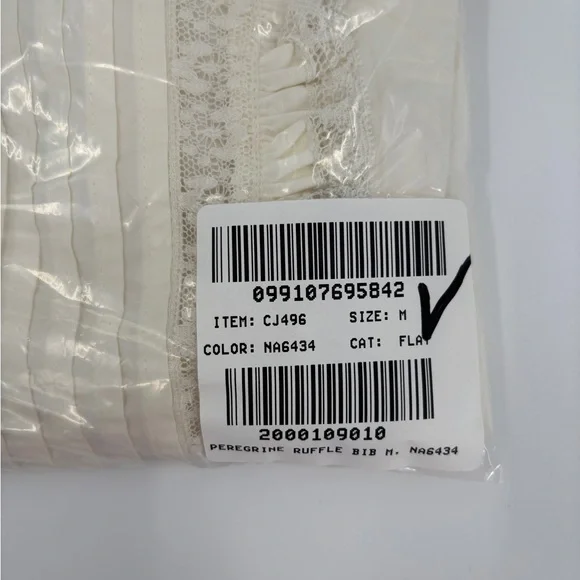 099107695842
ITEM: CJ496 SIZE: M
COLOR: NA6434 CAT: FLAT
2000109010
PEREGRINE RUFFLE BIB M. NA6434